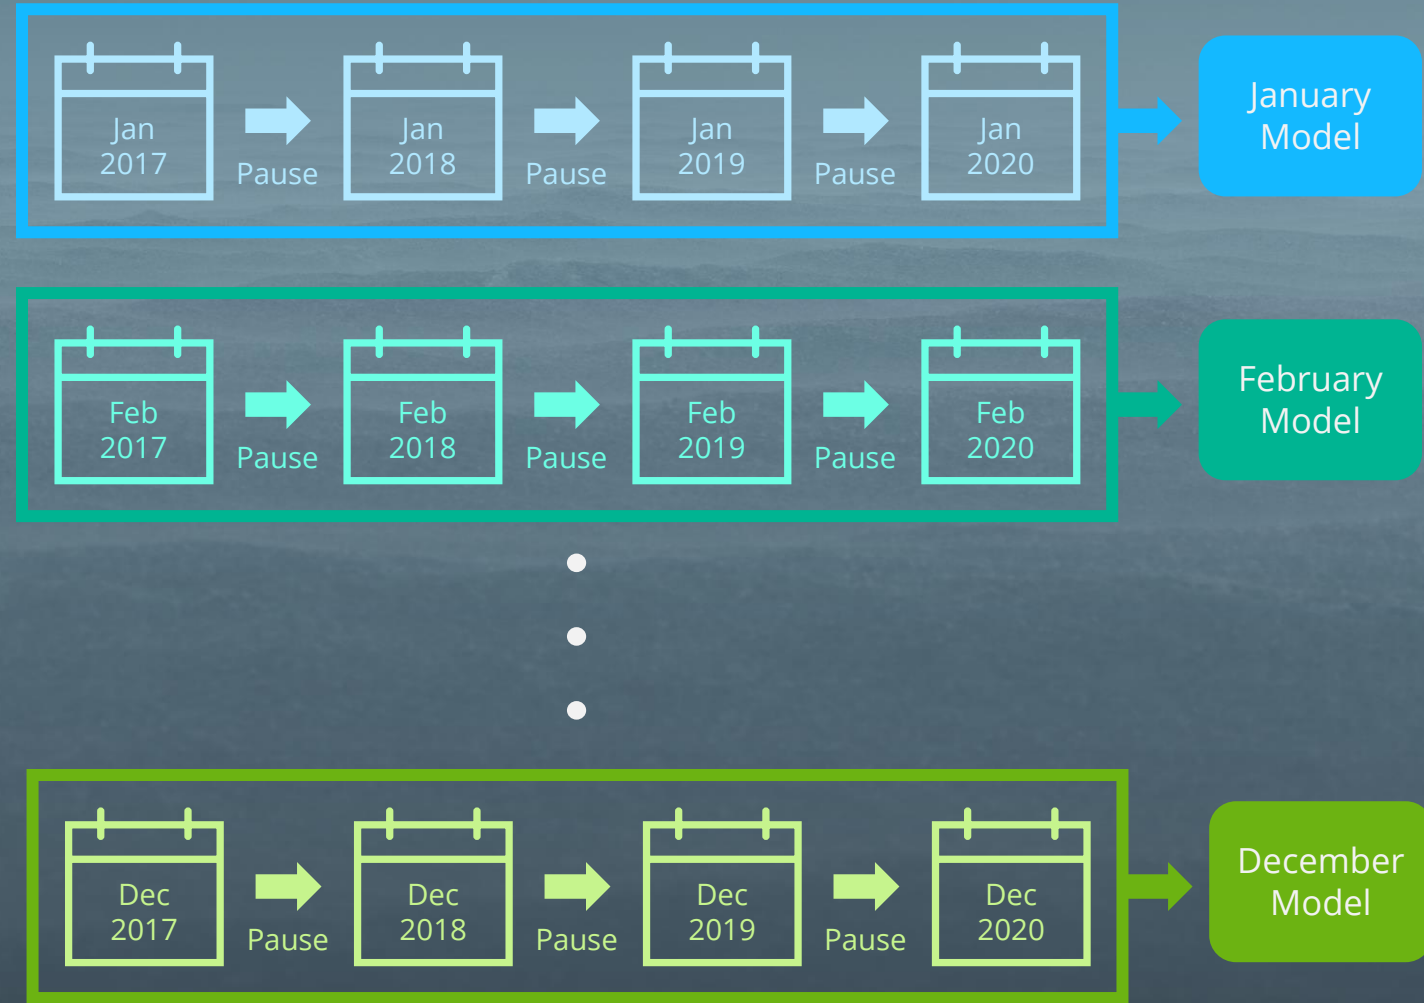 Jan
2017
Pause
Jan
2018
Pause
Jan
2019
Pause
Jan
2020
January
Model
Feb
2017
Pause
Feb
2018
Pause
Feb
2019
Pause
Feb
2020
February
Model
Dec
2017
Pause
Dec
2018
Pause
Dec
2019
Pause
Dec
2020
December
Model